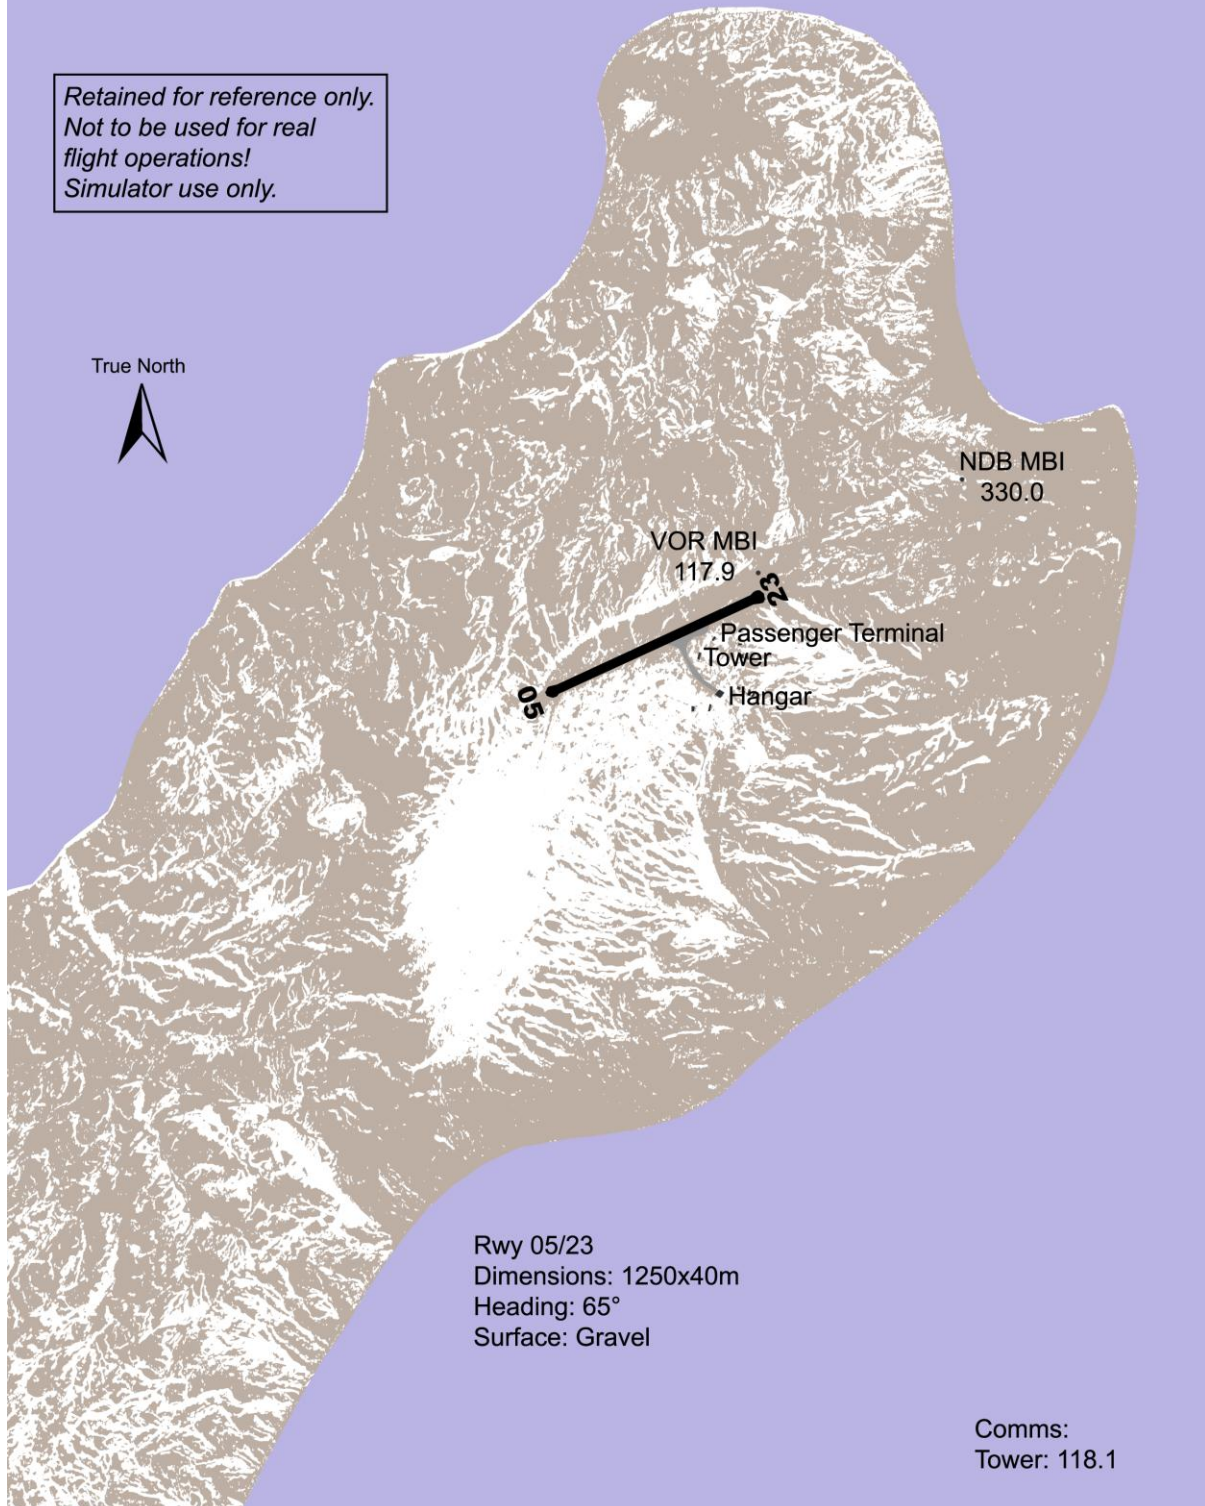 Retained for reference only.
Not to be used for real
flight operations!
Simulator use only.
True North
NDB MBI
330.0
VOR MBI
117.9
23
Passenger Terminal
Tower
05
Hangar
Rwy 05/23
Dimensions: 1250x40m
Heading: 65°
Surface: Gravel
Comms:
Tower: 118.1